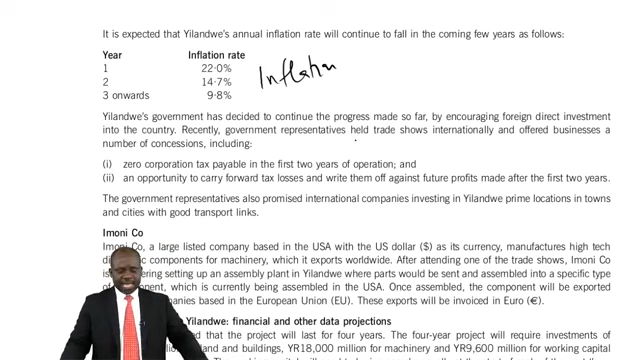 It is expected that Yilandwe's annual inflation rate will continue to fall in the coming few years as follows:
Year Inflation rate
1 22·0%
2 14·7%
3 onwards 9·8%
Inflation
Yilandwe's government has decided to continue the progress made so far, by encouraging foreign direct investment
into the country. Recently, government representatives held trade shows internationally and offered businesses a
number of concessions, including:
(i) zero corporation tax payable in the first two years of operation; and
(ii) an opportunity to carry forward tax losses and write them off against future profits made after the first two years.
The government representatives also promised international companies investing in Yilandwe prime locations in towns
and cities with good transport links.
Imoni Co
Imoni Co, a large listed company based in the USA with the US dollar ($) as its currency, manufactures high tech
components for machinery, which it exports worldwide. After attending one of the trade shows, Imoni Co
setting up an assembly plant in Yilandwe where parts would be sent and assembled into a specific type
which is currently being assembled in the USA. Once assembled, the component will be exported
based in the European Union (EU). These exports will be invoiced in Euro (€).
Yilandwe: financial and other data projections
that the project will last for four years. The four-year project will require investments of
and buildings, YR18,000 million for machinery and YR9,600 million for working capital